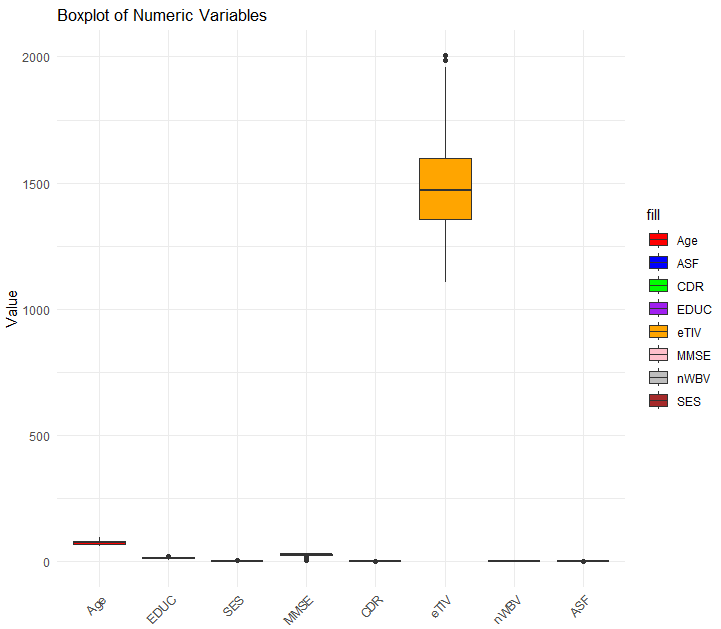 Boxplot of Numeric Variables
2000
1500
1000
500
0
Value
Age
EDUC
SES
MMSE
CDR
eTIV
nWBV
ASF
fill
Age
ASF
CDR
EDUC
eTIV
MMSE
nWBV
SES